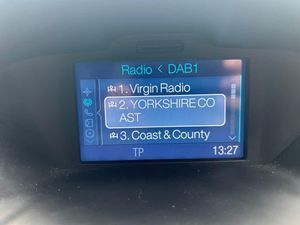 Radio < DAB1
1. Virgin Radio
2. YORKSHIRE CO
AST
3. Coast & County
TP 13:27